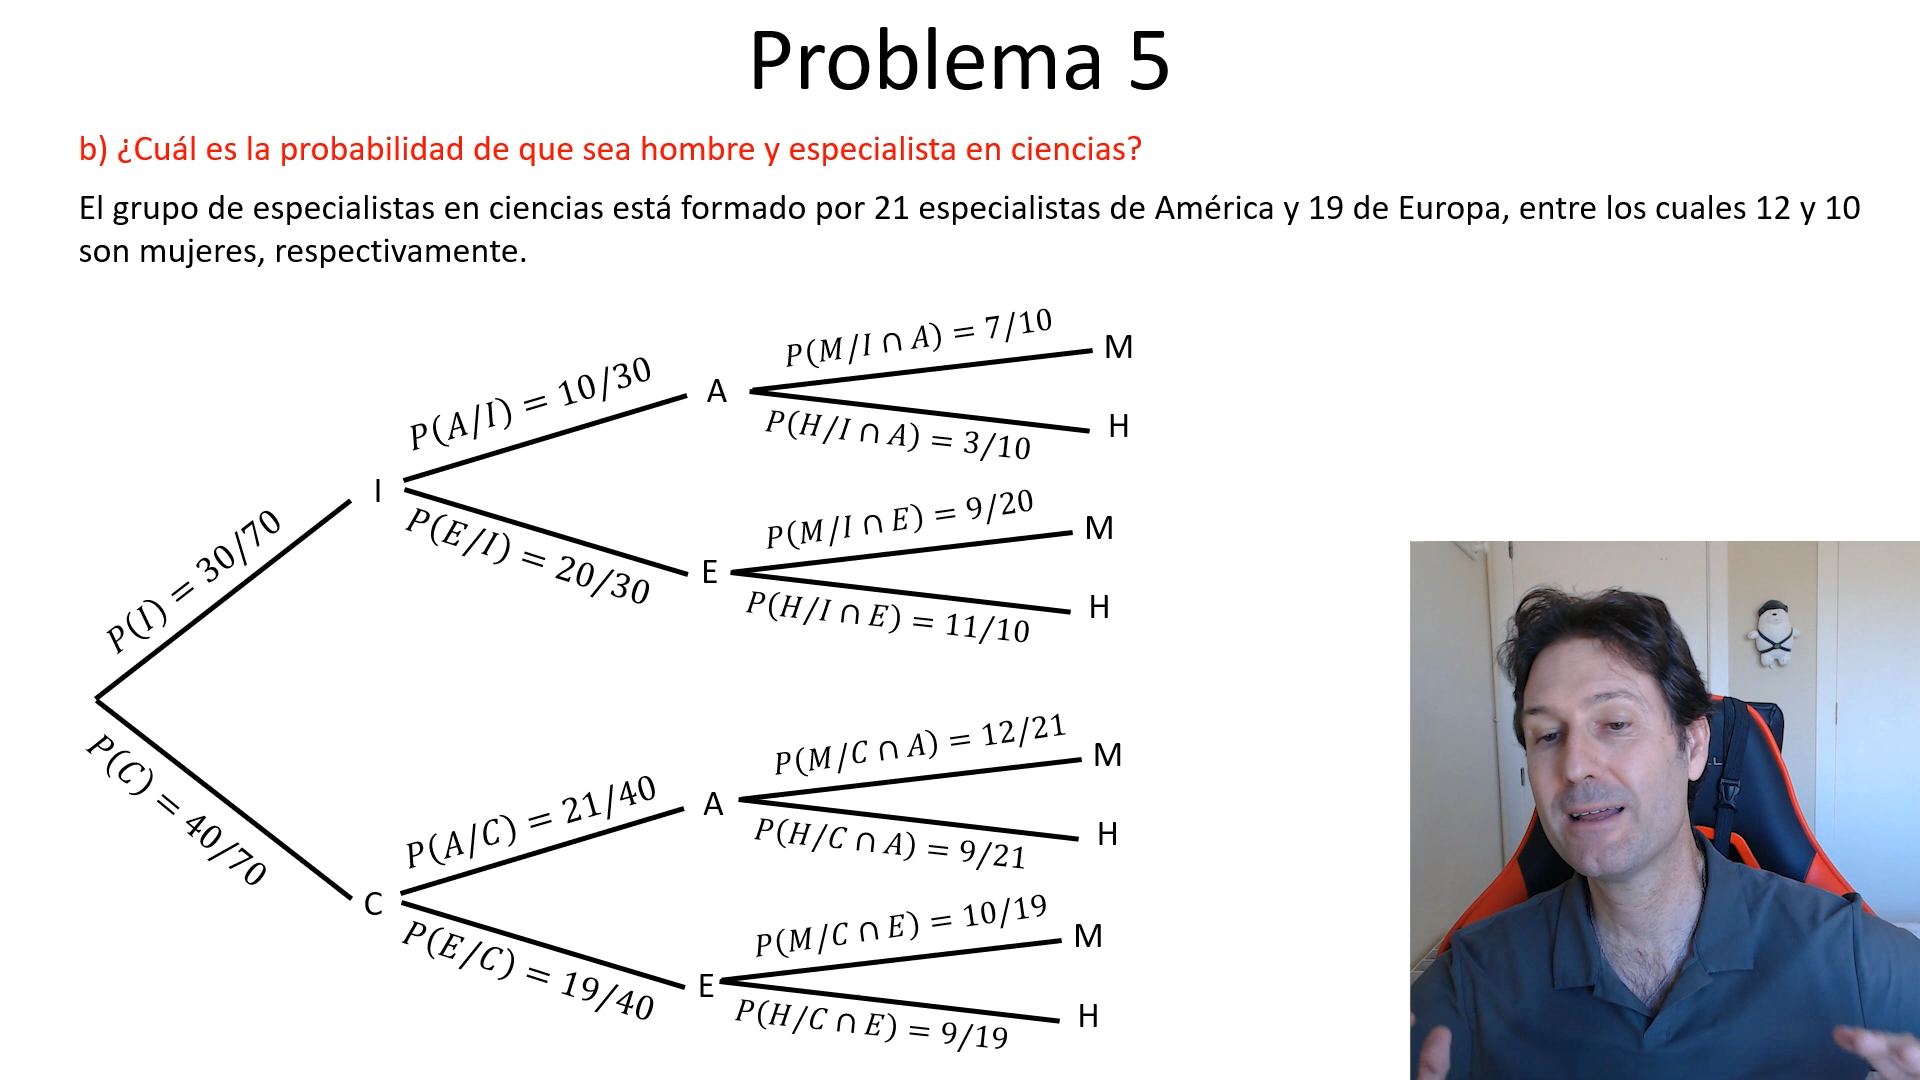 Problema 5
b) ¿Cuál es la probabilidad de que sea hombre y especialista en ciencias?
El grupo de especialistas en ciencias está formado por 21 especialistas de América y 19 de Europa, entre los cuales 12 y 10
son mujeres, respectivamente.
P(M/I ∩ A) = 7/10
M
P(A/I) = 10/30
A
P(H/I ∩ A) = 3/10
H
I
P(I) = 30/70
P(E/I) = 20/30
P(M/I ∩ E) = 9/20
M
E
P(H/I ∩ E) = 11/10
H
P(C) = 40/70
P(M/C ∩ A) = 12/21
M
P(A/C) = 21/40
A
P(H/C ∩ A) = 9/21
H
C
P(E/C) = 19/40
P(M/C ∩ E) = 10/19
M
E
P(H/C ∩ E) = 9/19
H